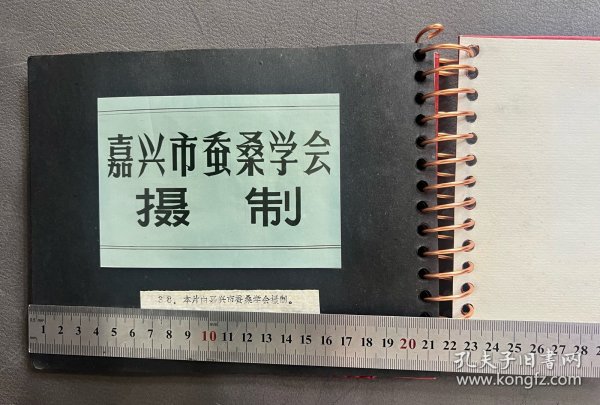 嘉兴市蚕桑学会
摄 制
28. 本片由嘉兴市蚕桑学会摄制。
1 2 3 4 5 6 7 8 9 10 11 12 13 14 15 16 17 18 19 20 21 22 23 24 25 26 27 28
孔夫子旧书网
www.kongfz.com